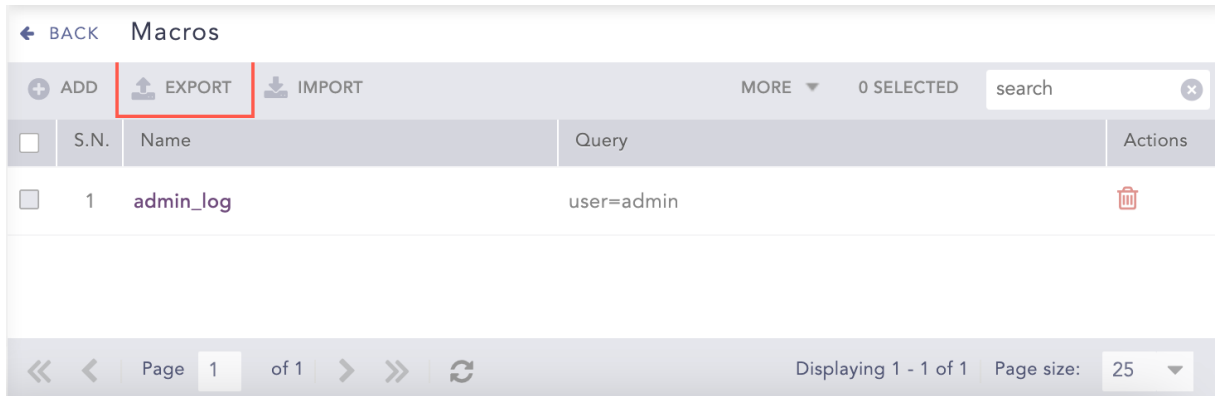 BACK Macros
ADD EXPORT IMPORT MORE 0 SELECTED search
S.N. Name Query Actions
1 admin_log user=admin
Page 1 of 1 Displaying 1 - 1 of 1 Page size: 25